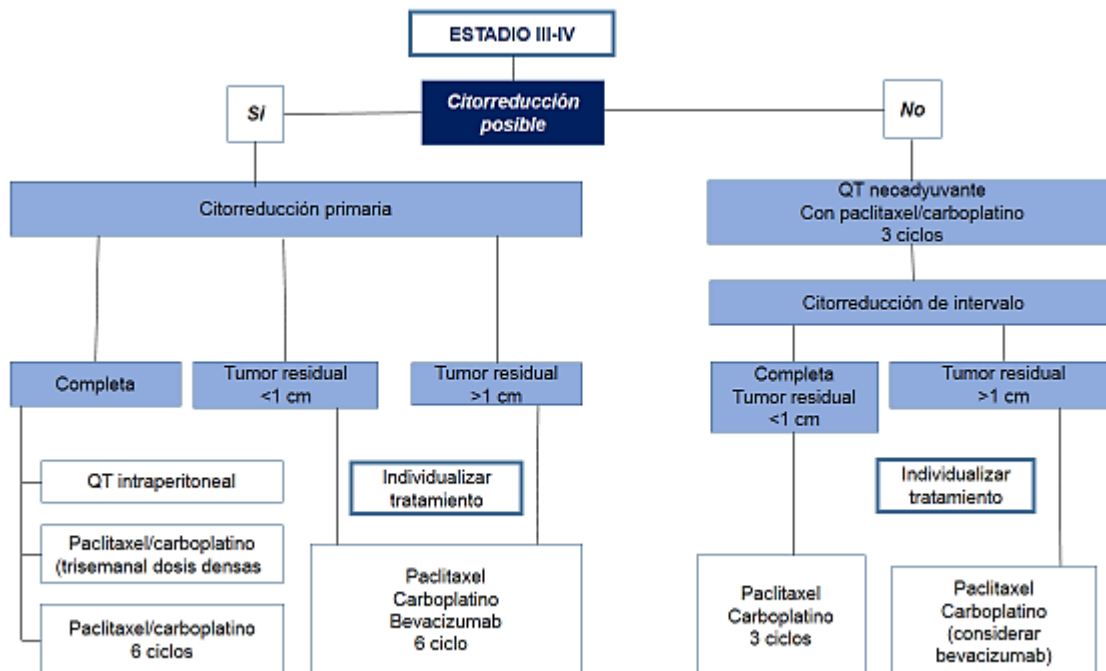 ESTADIO III-IV
Citorreducción
posible
Si
No
Citorreducción primaria
QT neoadyuvante
Con paclitaxel/carboplatino
3 ciclos
Citorreducción de intervalo
Completa
Tumor residual
<1 cm
Tumor residual
>1 cm
Completa
Tumor residual
<1 cm
Tumor residual
>1 cm
QT intraperitoneal
Paclitaxel/carboplatino
(trisemanal dosis densas
Paclitaxel/carboplatino
6 ciclos
Individualizar
tratamiento
Paclitaxel
Carboplatino
Bevacizumab
6 ciclo
Individualizar
tratamiento
Paclitaxel
Carboplatino
3 ciclos
Paclitaxel
Carboplatino
(considerar
bevacizumab)